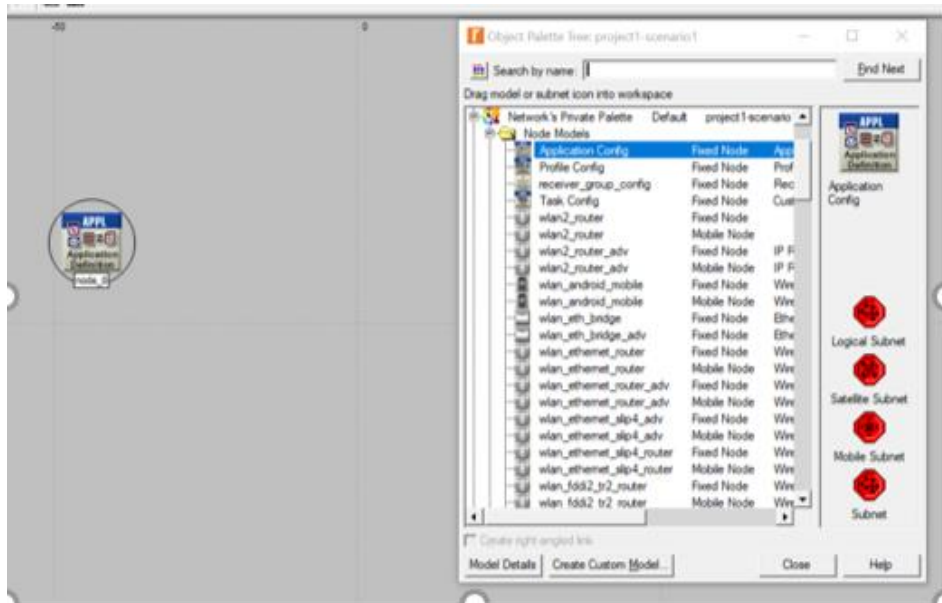 -50
0
Object Palette Tree: project1-scenario1
Search by name:
Find Next
Drag model or subnet icon into workspace
Network's Private Palette Default project1-scenario
Node Models
Application Config Fixed Node App
Profile Config Fixed Node Prof
receiver_group_config Fixed Node Rec
Task Config Fixed Node Cust
wlan2_router Fixed Node
wlan2_router Mobile Node
wlan2_router_adv Fixed Node IP R
wlan2_router_adv Mobile Node IP R
wlan_android_mobile Fixed Node Wire
wlan_android_mobile Mobile Node Wire
wlan_eth_bridge Fixed Node Ethe
wlan_eth_bridge_adv Fixed Node Ethe
wlan_ethernet_router Fixed Node Wire
wlan_ethernet_router Mobile Node Wire
wlan_ethernet_router_adv Fixed Node Wire
wlan_ethernet_router_adv Mobile Node Wire
wlan_ethernet_slip4_adv Fixed Node Wire
wlan_ethernet_slip4_adv Mobile Node Wire
wlan_ethernet_slip4_router Fixed Node Wire
wlan_ethernet_slip4_router Mobile Node Wire
wlan_fddi2_tr2_router Fixed Node Wire
wlan_fddi2_tr2_router Mobile Node Wire
APPL
Application
Definition
Application
Config
Logical Subnet
Satellite Subnet
Mobile Subnet
Subnet
APPL
Application
Definition
node_0
Create right-angled link
Model Details
Create Custom Model...
Close
Help